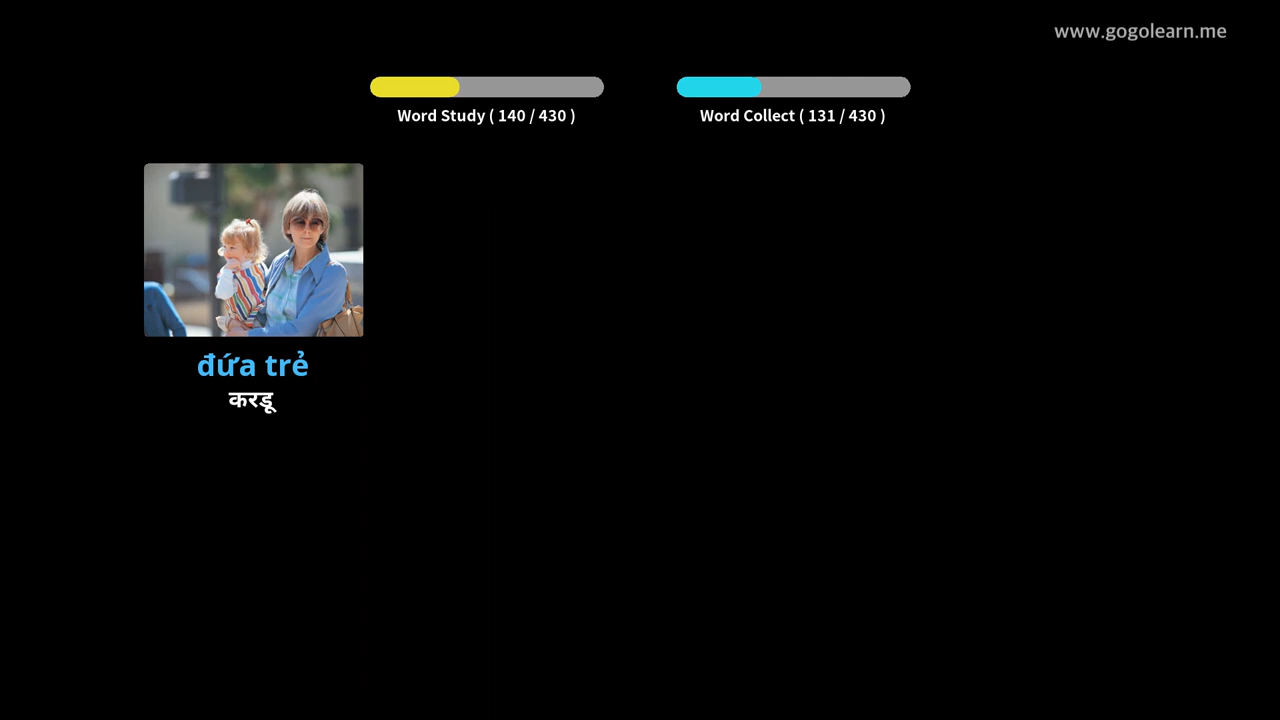 www.gogolearn.me
Word Study ( 140 / 430 )
Word Collect ( 131 / 430 )
đứa trẻ
करडू